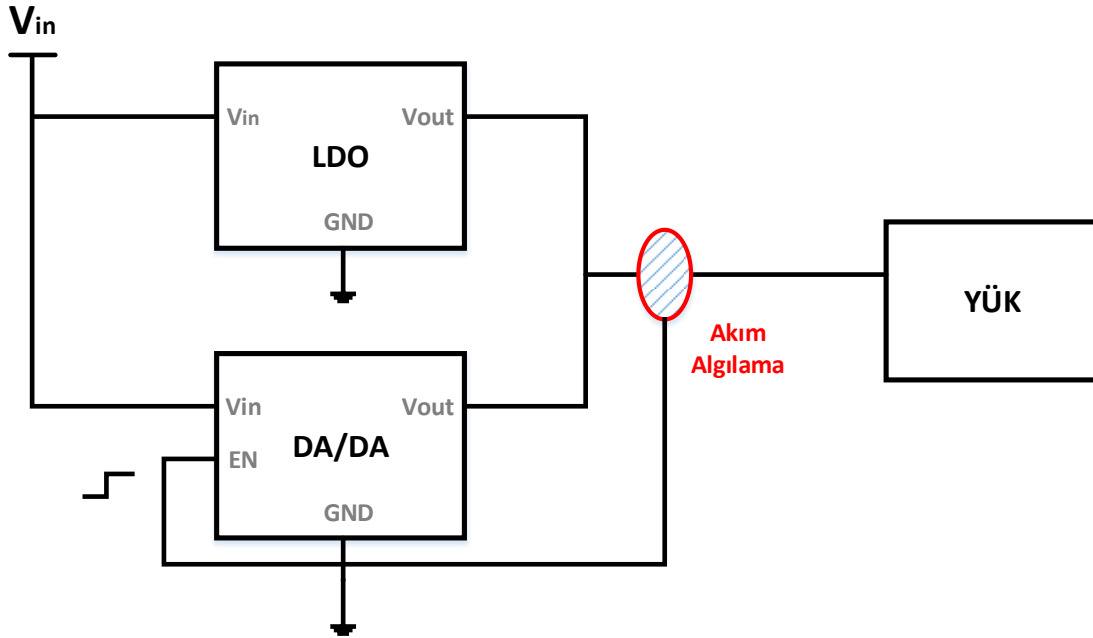 Vin
Vin
Vout
LDO
GND
YÜK
Akım
Algılama
Vin
Vout
DA/DA
EN
GND